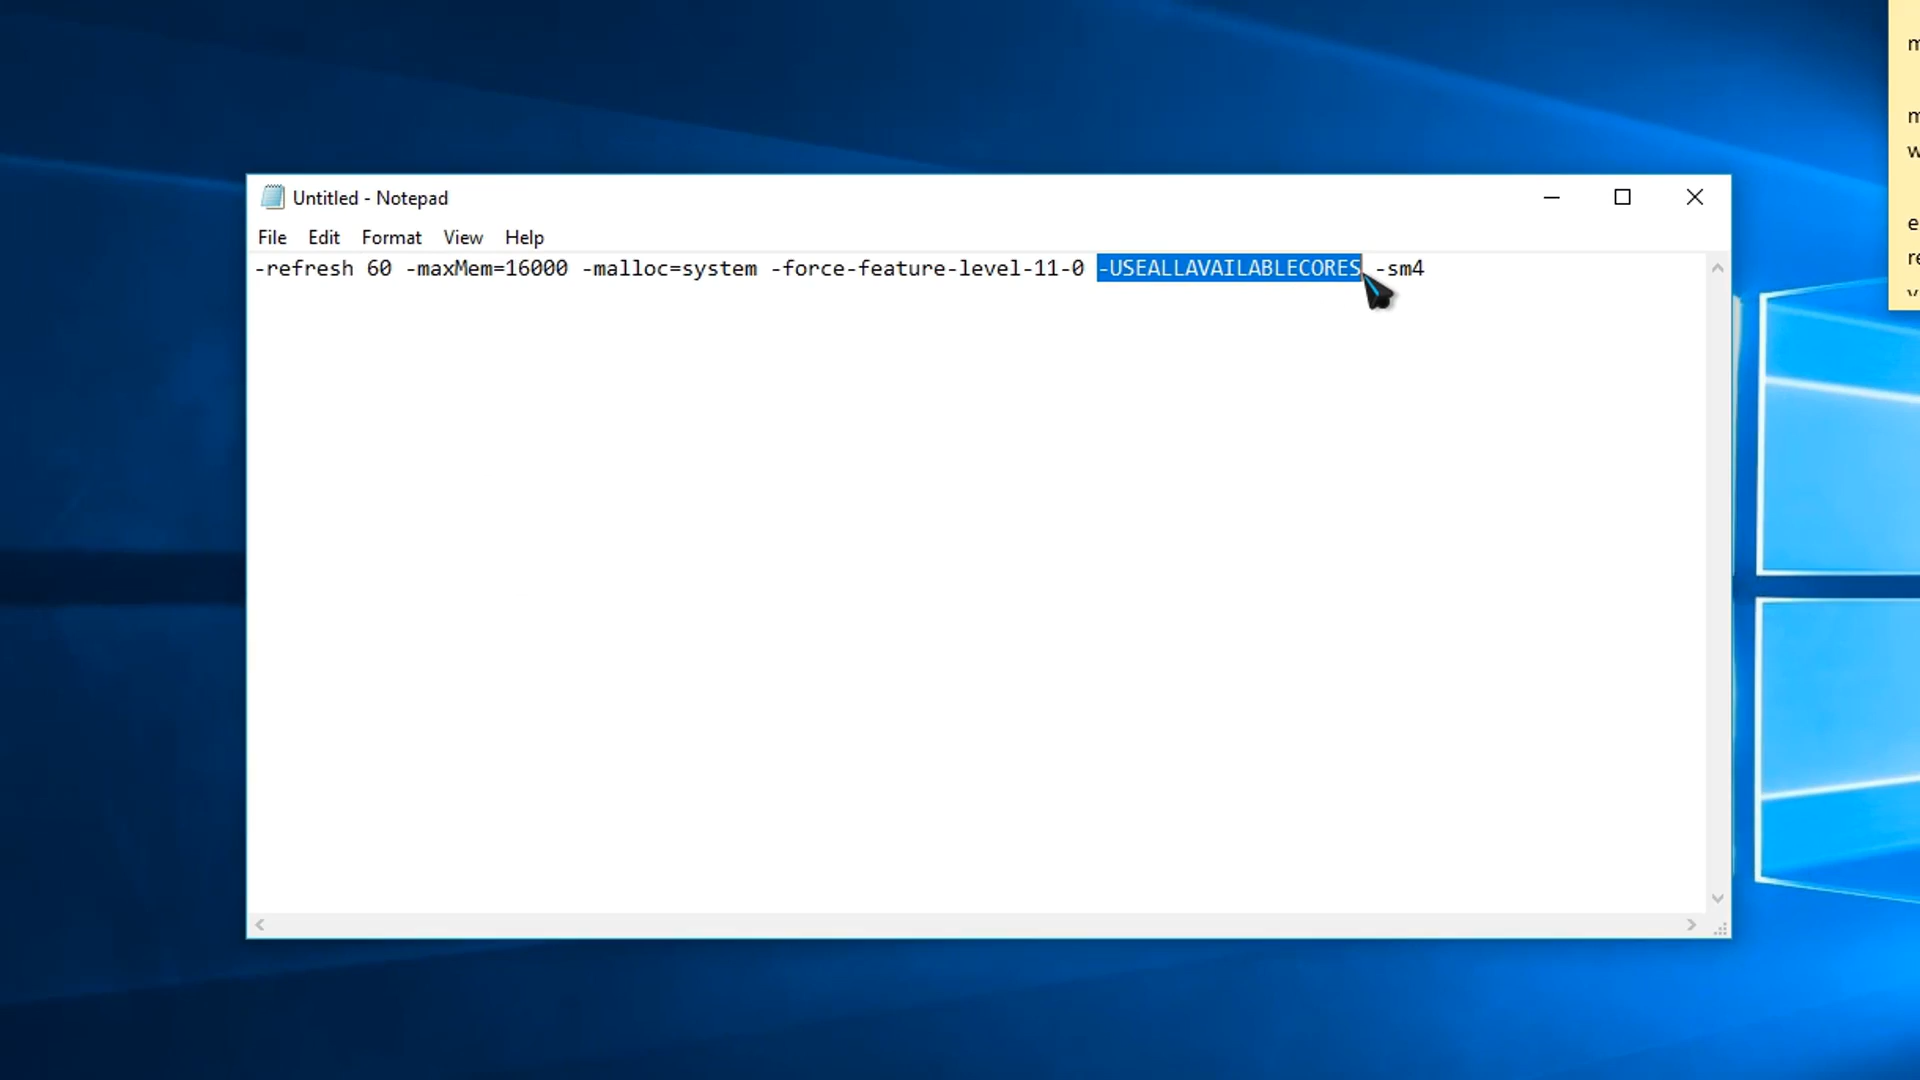 Untitled - Notepad
File Edit Format View Help
-refresh 60 -maxMem=16000 -malloc=system -force-feature-level-11-0 -USEALLAVAILABLECORES -sm4